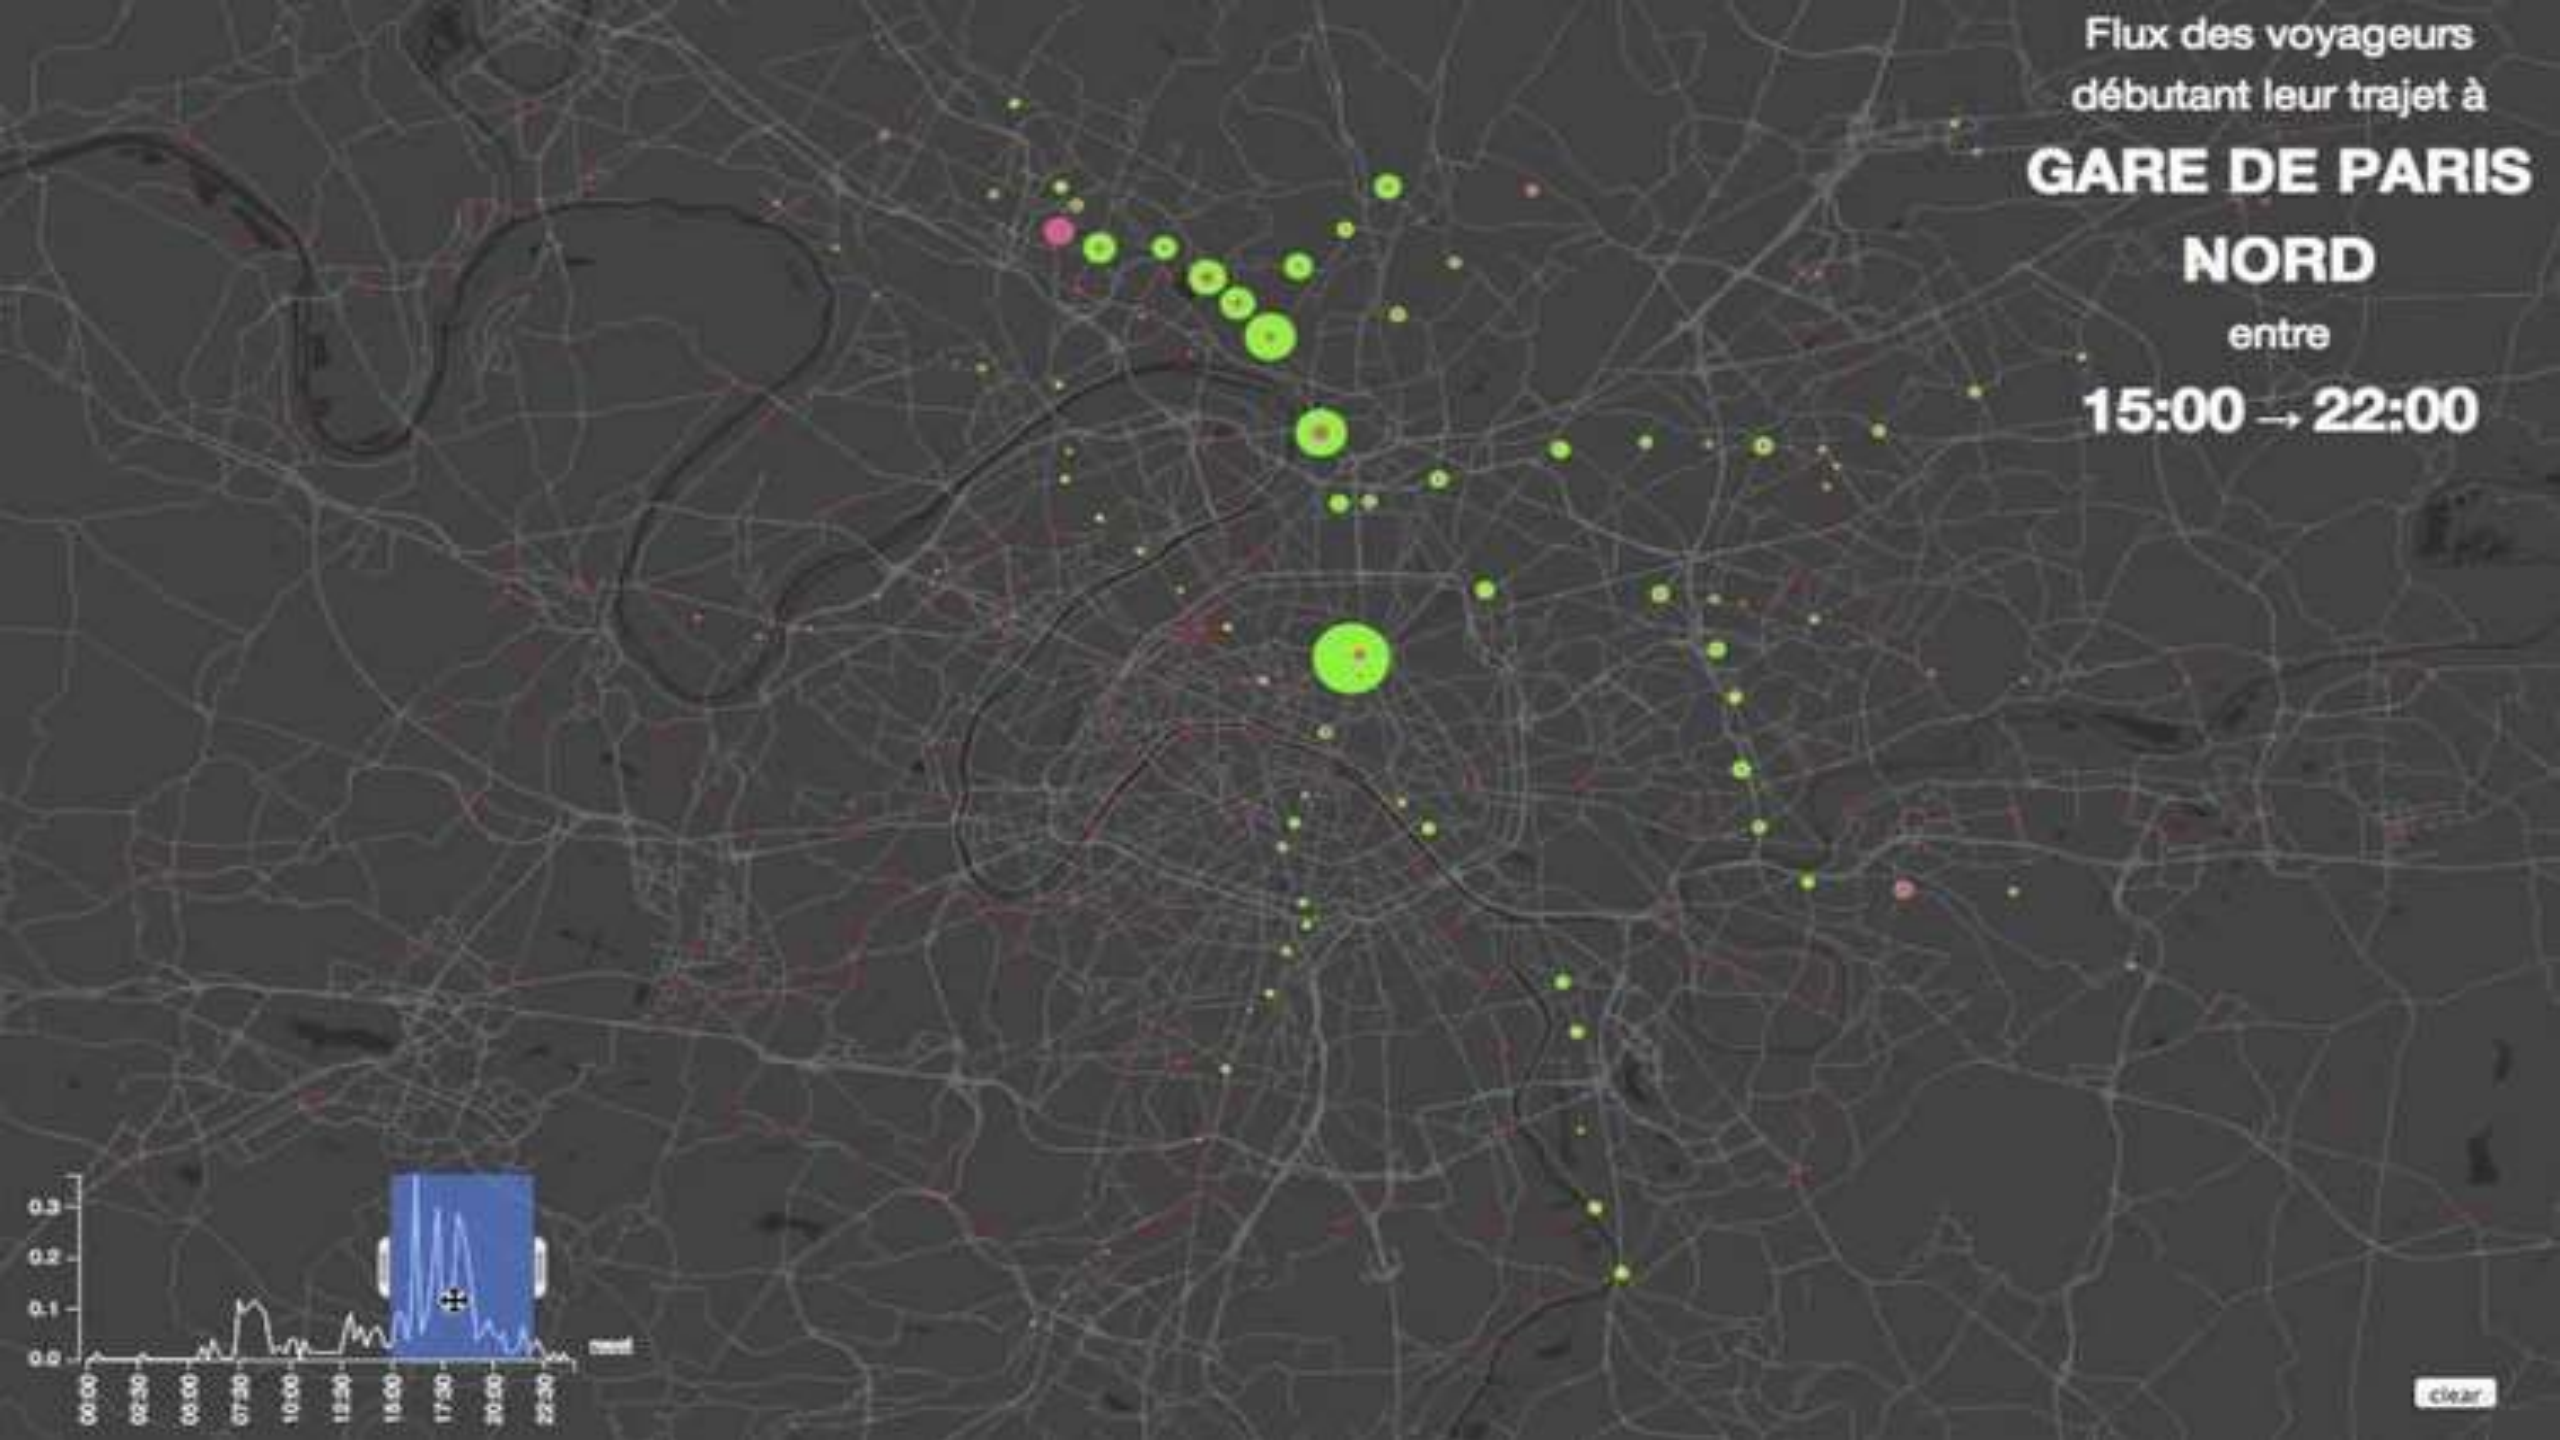 Flux des voyageurs
débutant leur trajet à
GARE DE PARIS
NORD
entre
15:00→22:00
0.3
0.2
0.1
0.0
reset
00:00
02:30
05:00
07:30
10:00
12:30
15:00
17:30
20:00
22:30
clear